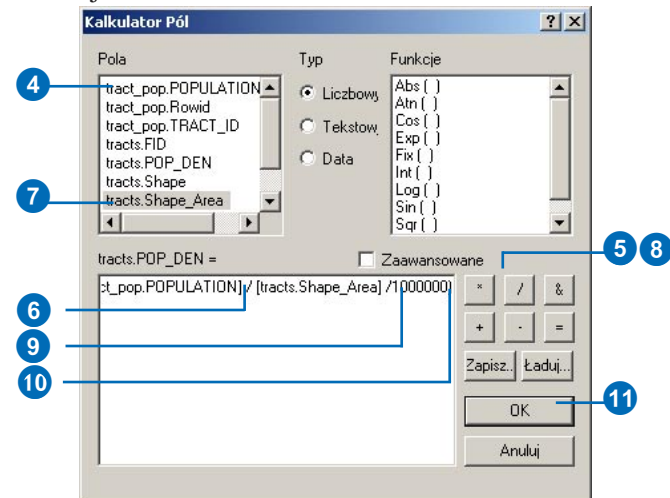 Kalkulator Pól
Pola
Typ
Funkcje
4
tract_pop.POPULATION
tract_pop.Rowid
tract_pop.TRACT_ID
tracts.FID
tracts.POP_DEN
tracts.Shape
7
tracts.Shape_Area
Liczbowy
Tekstow
Data
Abs ( )
Atn ( )
Cos ( )
Exp ( )
Fix ( )
Int ( )
Log ( )
Sin ( )
Sqr ( )
tracts.POP_DEN =
Zaawansowane
5 8
ct_pop.POPULATION] / [tracts.Shape_Area] /1000000)
6
9
10
* / &
+ - =
Zapisz.. Ładuj...
11
OK
Anuluj